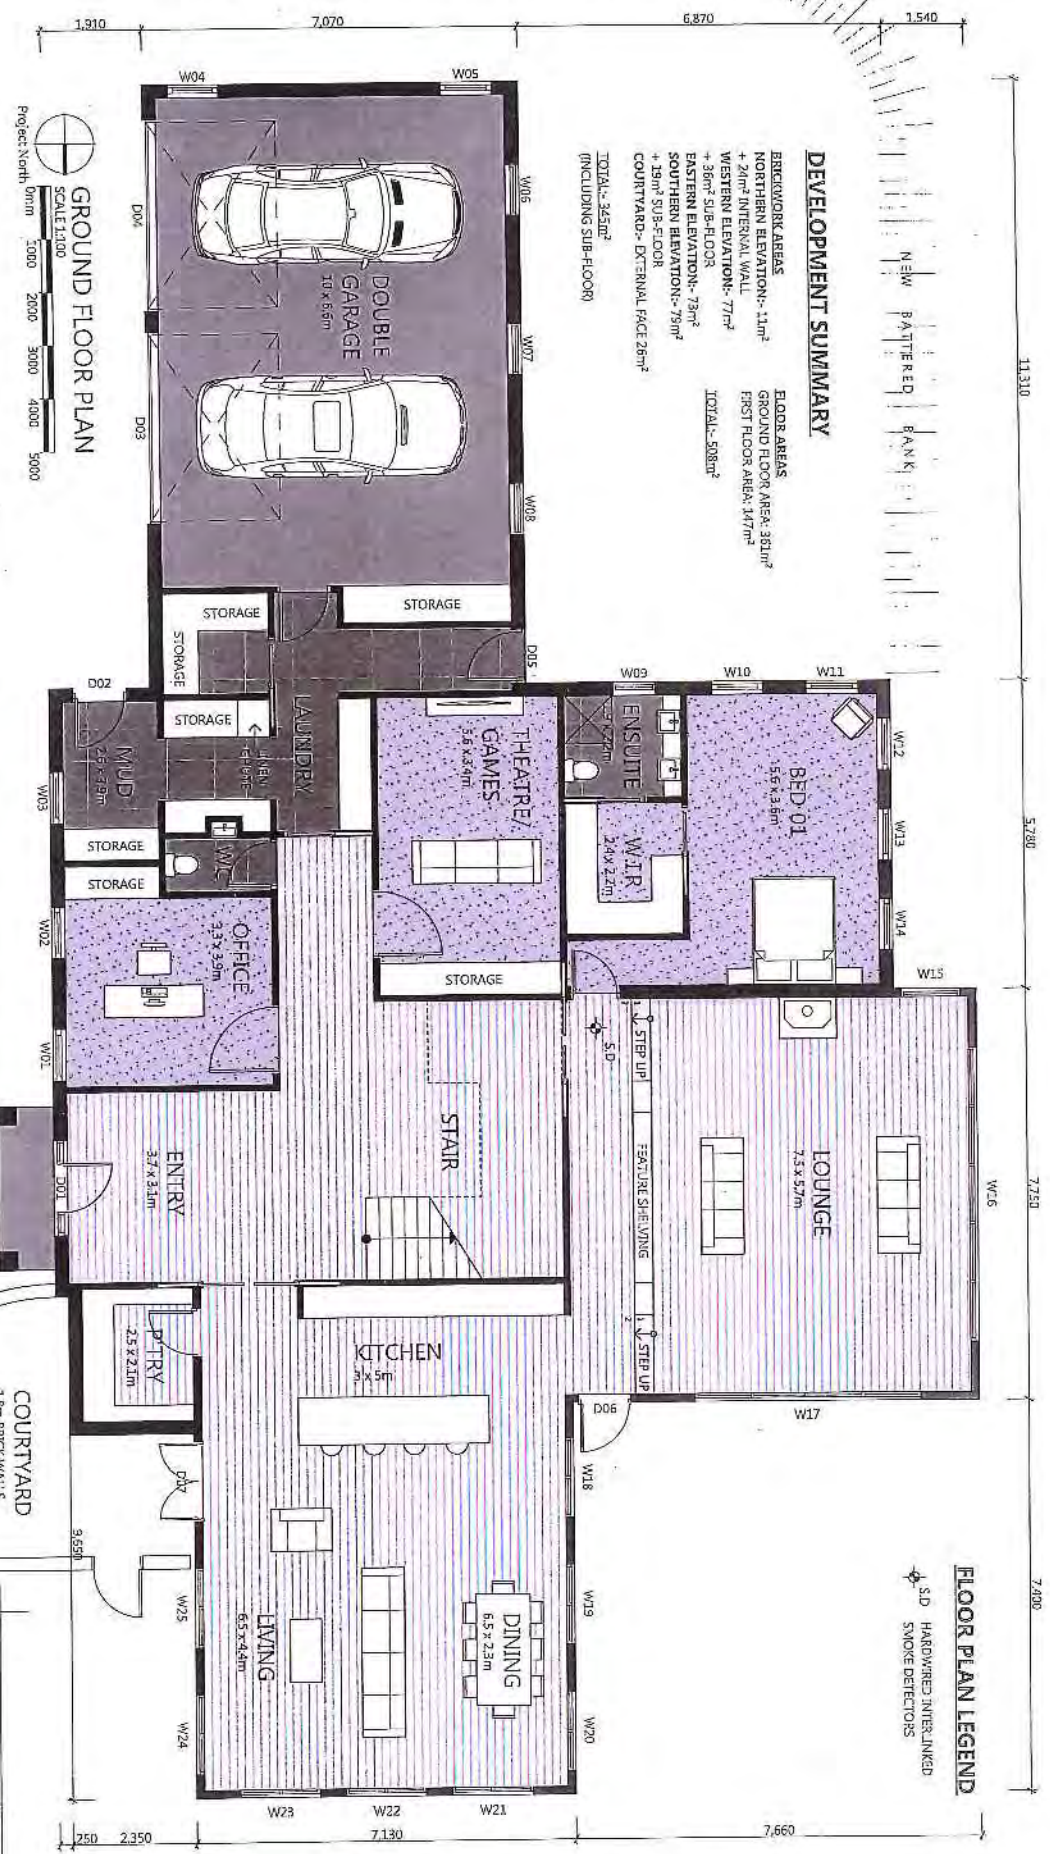 1,910
7,070
6,870
1,540
NEW BATTERED BANK
DEVELOPMENT SUMMARY
BRICKWORK AREAS
NORTHERN ELEVATION:- 11m²
+ 24m² INTERNAL WALL
WESTERN ELEVATION:- 77m²
+ 36m² SUB-FLOOR
EASTERN ELEVATION:- 73m²
SOUTHERN ELEVATION:- 79m²
+ 19m² SUB-FLOOR
COURTYARD:- EXTERNAL FACE 26m²
TOTAL:- 345m²
(INCLUDING SUB-FLOOR)
FLOOR AREAS
GROUND FLOOR AREA: 361m²
FIRST FLOOR AREA: 147m²
TOTAL:- 508m²
11,310
5,780
7,750
7,400
W04
W05
W06
W07
W08
D04
D03
DOUBLE
GARAGE
10 x 6.6m
Project North
GROUND FLOOR PLAN
SCALE 1:100
0mm
1000
2000
3000
4000
5000
STORAGE
STORAGE
STORAGE
D05
D02
W09
W10
W11
STORAGE
LINEN
CHUTE
LAUNDRY
MUD
W03
STORAGE
STORAGE
W.C
THEATRE/
GAMES
5.6 x 3.4m
ENSUITE
BED 01
5.6 x 3.6m
W.I.R
2.4 x 2.2m
W12
W13
W14
W15
W02
OFFICE
3.3 x 3.9m
W01
STORAGE
S.D
STEP UP
FEATURE SHELVING
STEP UP
LOUNGE
7.5 x 5.7m
W16
W17
STAIR
ENTRY
3.7 x 3.1m
D01
P'TRY
2.5 x 2.1m
KITCHEN
3 x 5m
D06
COURTYARD
D07
9,650
W18
W19
W20
W25
W24
LIVING
6.5 x 4.4m
DINING
6.5 x 2.3m
W23
W22
W21
FLOOR PLAN LEGEND
S.D HARDWIRED INTERLINKED
SMOKE DETECTORS
250
2,350
7,130
7,660